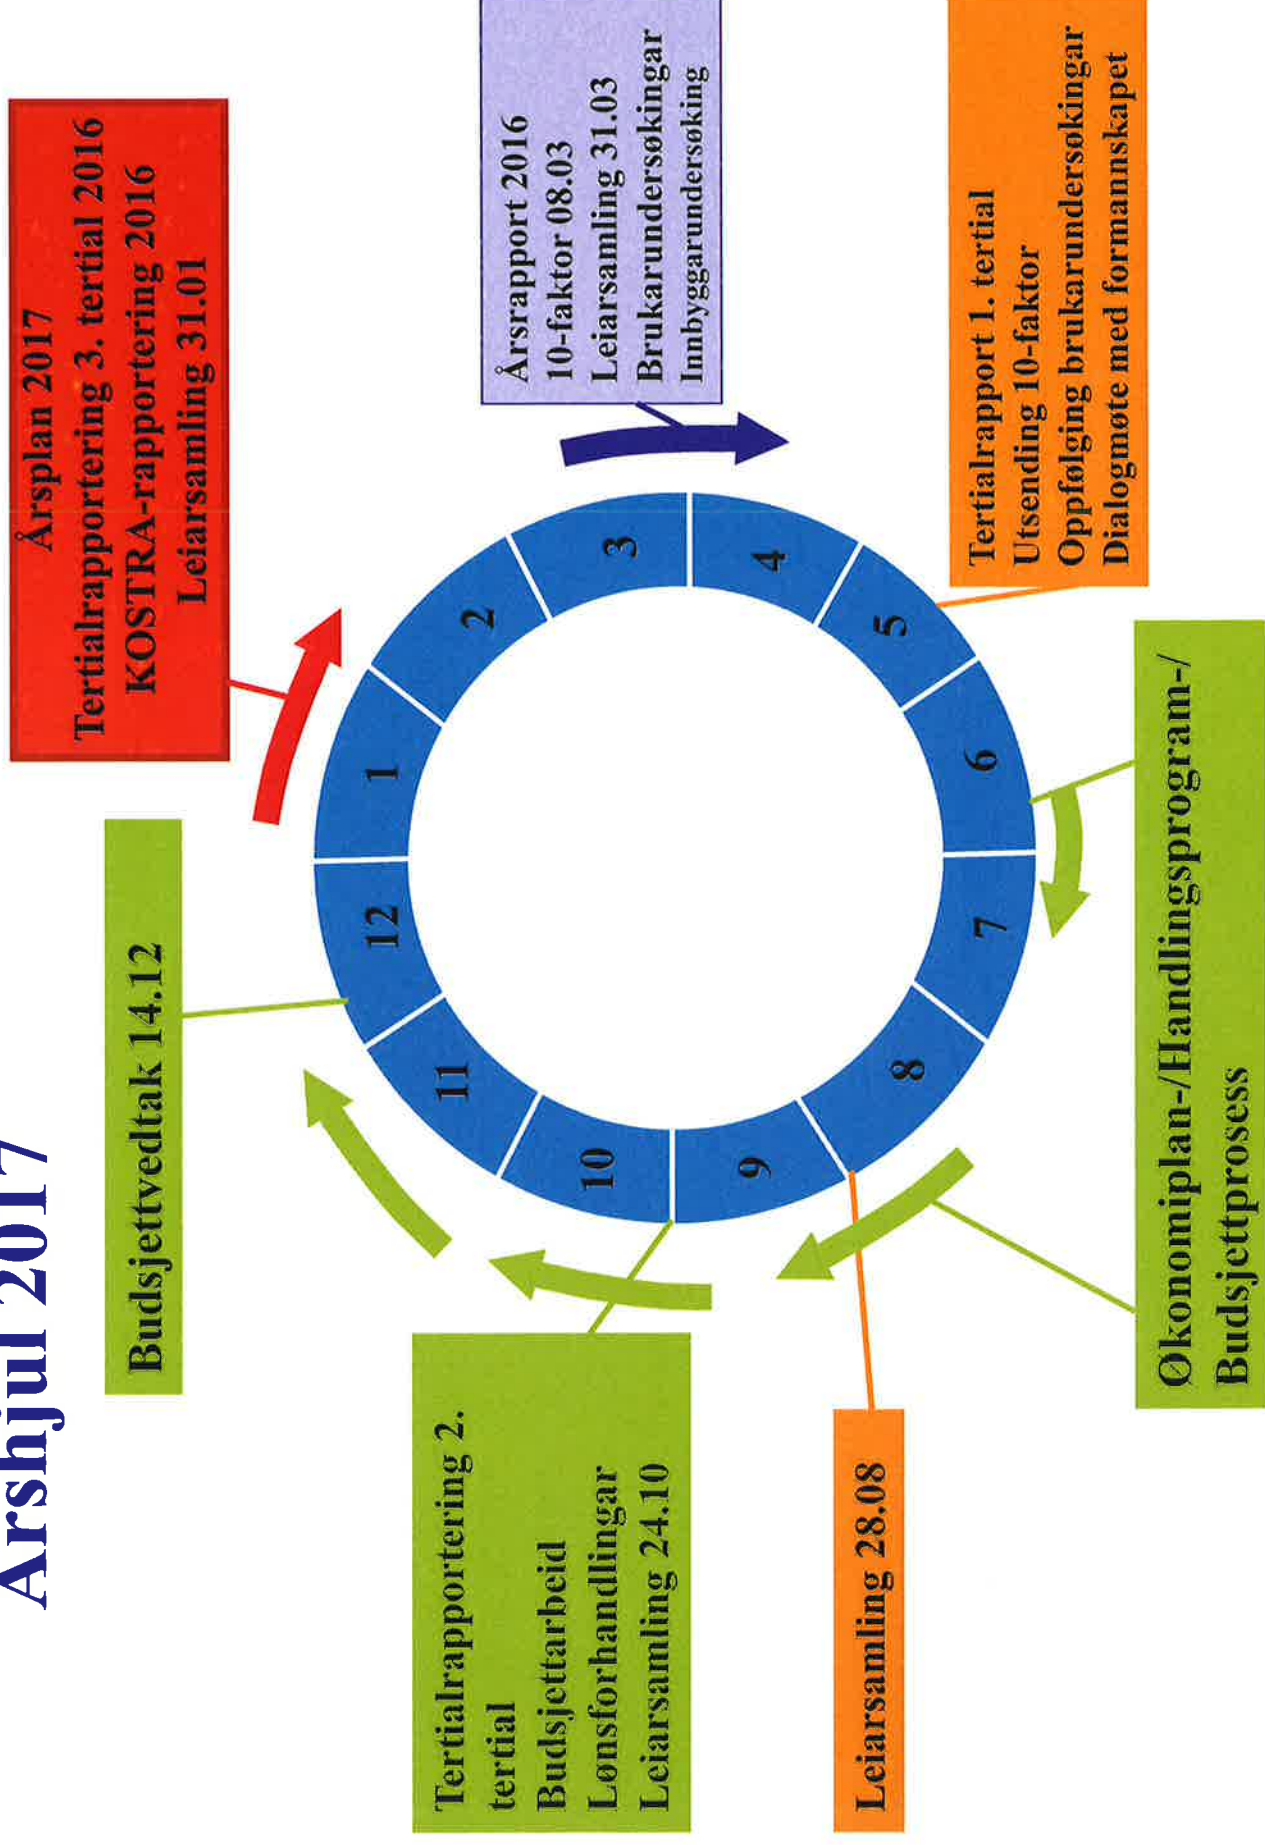 Årshjul 2017
Årsplan 2017
Tertialrapportering 3. tertial 2016
KOSTRA-rapportering 2016
Leiarsamling 31.01
Årsrapport 2016
10-faktor 08.03
Leiarsamling 31.03
Brukarundersøkingar
Innbyggarundersøking
Tertialrapport 1. tertial
Utsending 10-faktor
Oppfølging brukarundersøkingar
Dialogmøte med formannskapet
Økonomiplan-/Handlingsprogram-/
Budsjettprosess
Leiarsamling 28.08
Tertialrapportering 2.
tertial
Budsjettarbeid
Lønsforhandlingar
Leiarsamling 24.10
Budsjettvedtak 14.12
1
2
3
4
5
6
7
8
9
10
11
12